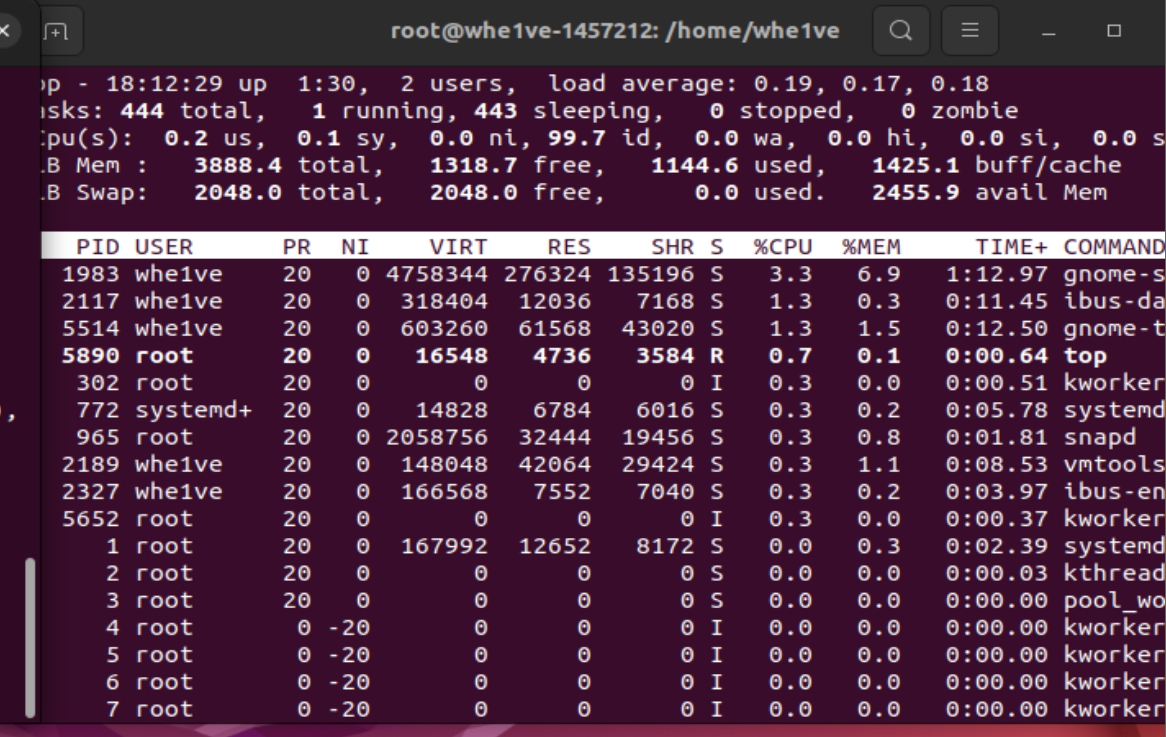 root@whe1ve-1457212: /home/whe1ve
op - 18:12:29 up  1:30,  2 users,  load average: 0.19, 0.17, 0.18
asks: 444 total,   1 running, 443 sleeping,   0 stopped,   0 zombie
Cpu(s):  0.2 us,  0.1 sy,  0.0 ni, 99.7 id,  0.0 wa,  0.0 hi,  0.0 si,  0.0 s
iB Mem :   3888.4 total,   1318.7 free,   1144.6 used,   1425.1 buff/cache
iB Swap:   2048.0 total,   2048.0 free,      0.0 used.   2455.9 avail Mem
PID USER      PR  NI    VIRT    RES    SHR S  %CPU  %MEM     TIME+ COMMAND
1983 whe1ve    20   0 4758344 276324 135196 S   3.3   6.9   1:12.97 gnome-s
2117 whe1ve    20   0  318404  12036   7168 S   1.3   0.3   0:11.45 ibus-da
5514 whe1ve    20   0  603260  61568  43020 S   1.3   1.5   0:12.50 gnome-t
5890 root      20   0   16548   4736   3584 R   0.7   0.1   0:00.64 top
302 root      20   0       0      0      0 I   0.3   0.0   0:00.51 kworker
772 systemd+  20   0   14828   6784   6016 S   0.3   0.2   0:05.78 systemd
965 root      20   0 2058756  32444  19456 S   0.3   0.8   0:01.81 snapd
2189 whe1ve    20   0  148048  42064  29424 S   0.3   1.1   0:08.53 vmtools
2327 whe1ve    20   0  166568   7552   7040 S   0.3   0.2   0:03.97 ibus-en
5652 root      20   0       0      0      0 I   0.3   0.0   0:00.37 kworker
1 root      20   0  167992  12652   8172 S   0.0   0.3   0:02.39 systemd
2 root      20   0       0      0      0 S   0.0   0.0   0:00.03 kthread
3 root      20   0       0      0      0 S   0.0   0.0   0:00.00 pool_wo
4 root       0 -20       0      0      0 I   0.0   0.0   0:00.00 kworker
5 root       0 -20       0      0      0 I   0.0   0.0   0:00.00 kworker
6 root       0 -20       0      0      0 I   0.0   0.0   0:00.00 kworker
7 root       0 -20       0      0      0 I   0.0   0.0   0:00.00 kworker